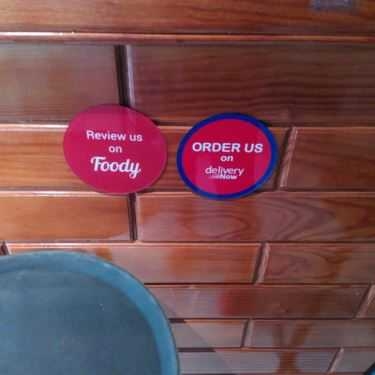 Review us
on
Foody
ORDER US
on
delivery
Now